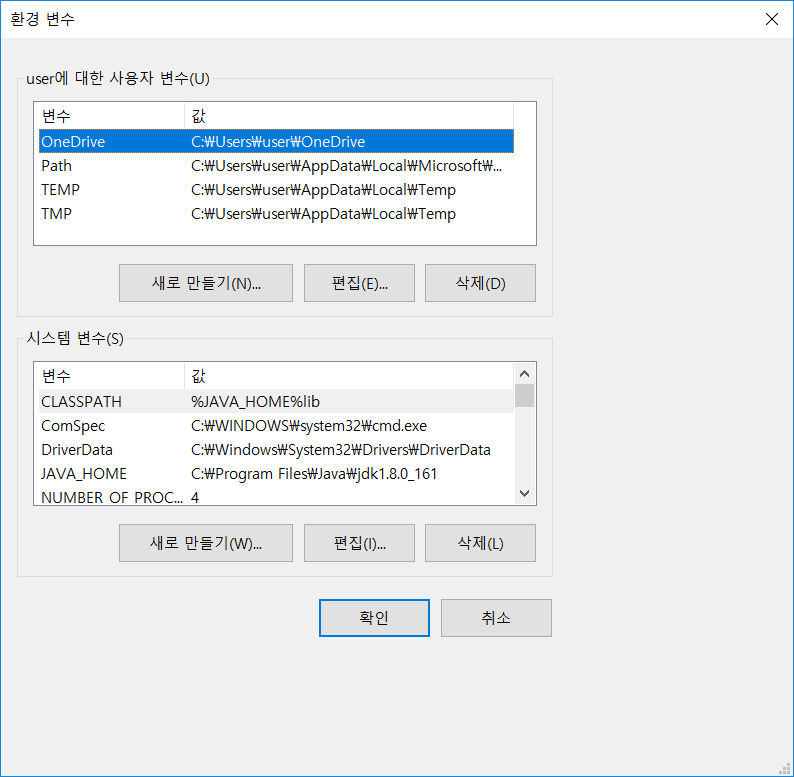 환경 변수
user에 대한 사용자 변수(U)
변수 값
OneDrive C:₩Users₩user₩OneDrive
Path C:₩Users₩user₩AppData₩Local₩Microsoft₩...
TEMP C:₩Users₩user₩AppData₩Local₩Temp
TMP C:₩Users₩user₩AppData₩Local₩Temp
새로 만들기(N)... 편집(E)... 삭제(D)
시스템 변수(S)
변수 값
CLASSPATH %JAVA_HOME%lib
ComSpec C:₩WINDOWS₩system32₩cmd.exe
DriverData C:₩Windows₩System32₩Drivers₩DriverData
JAVA_HOME C:₩Program Files₩Java₩jdk1.8.0_161
NUMBER OF PROC... 4
새로 만들기(W)... 편집(I)... 삭제(L)
확인 취소